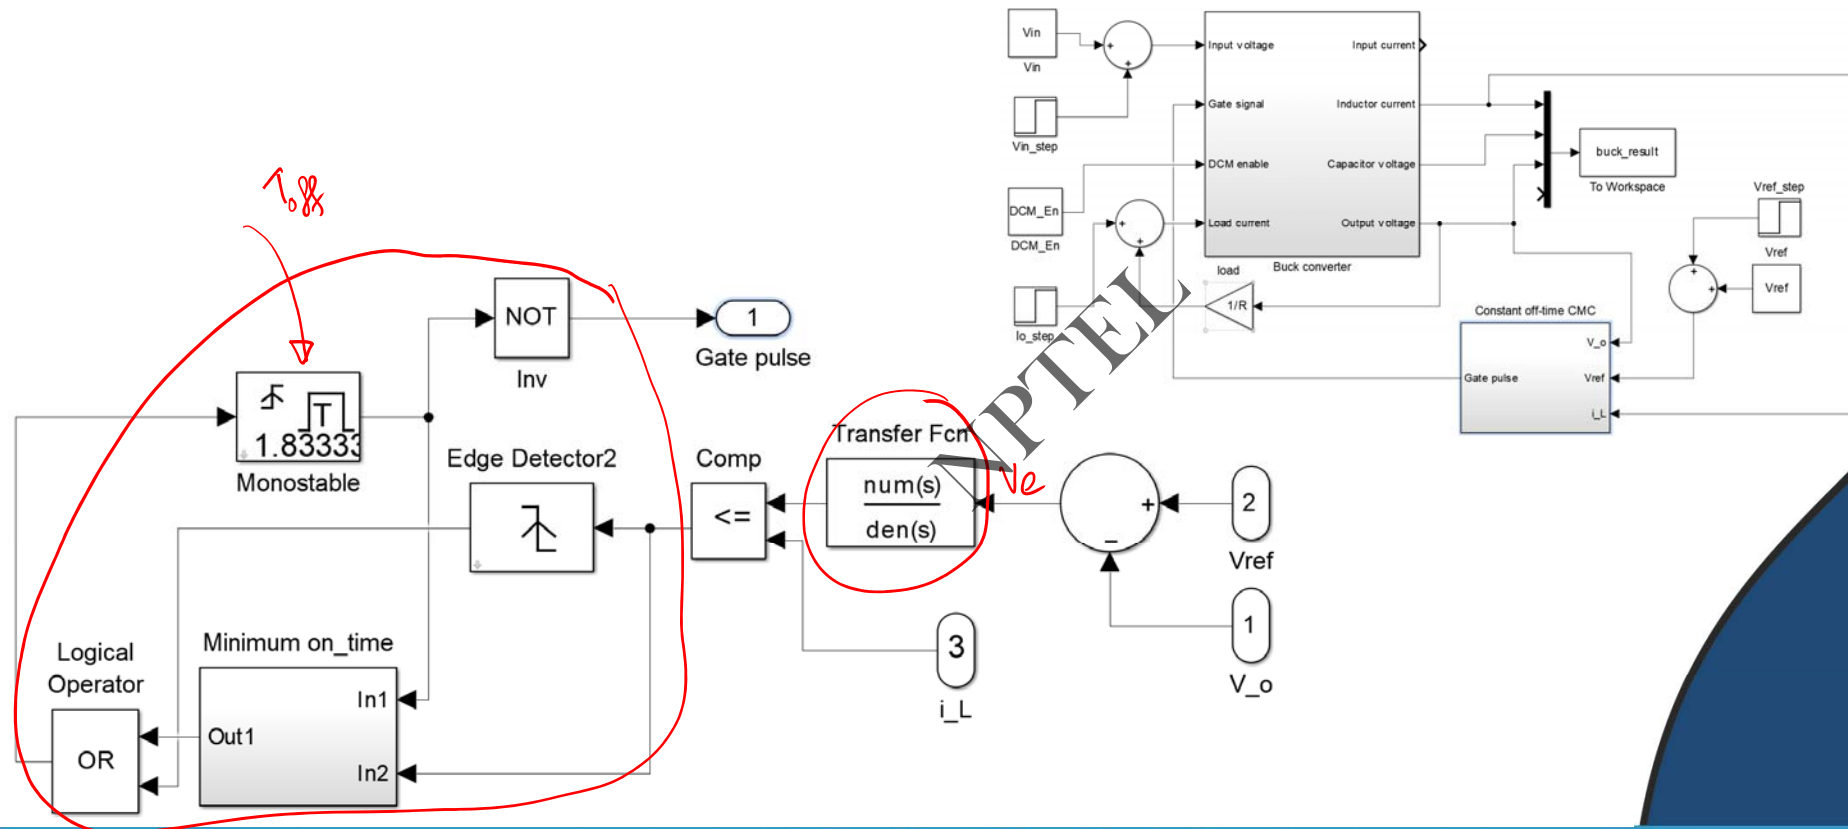 Vin
Vin
Vin_step
DCM_En
DCM_En
Io_step
Input voltage
Gate signal
DCM enable
Load current
Input current
Inductor current
Capacitor voltage
Output voltage
Buck converter
load
1/R
buck_result
To Workspace
Vref_step
Vref
Vref
Constant off-time CMC
Gate pulse
V_o
Vref
i_L
Toff
NOT
Inv
1
Gate pulse
T
1.83333
Monostable
Edge Detector2
Comp
<=
Transfer Fcn
num(s)
den(s)
Ve
+
−
2
Vref
1
V_o
3
i_L
Logical
Operator
OR
Minimum on_time
In1
Out1
In2
NPTEL